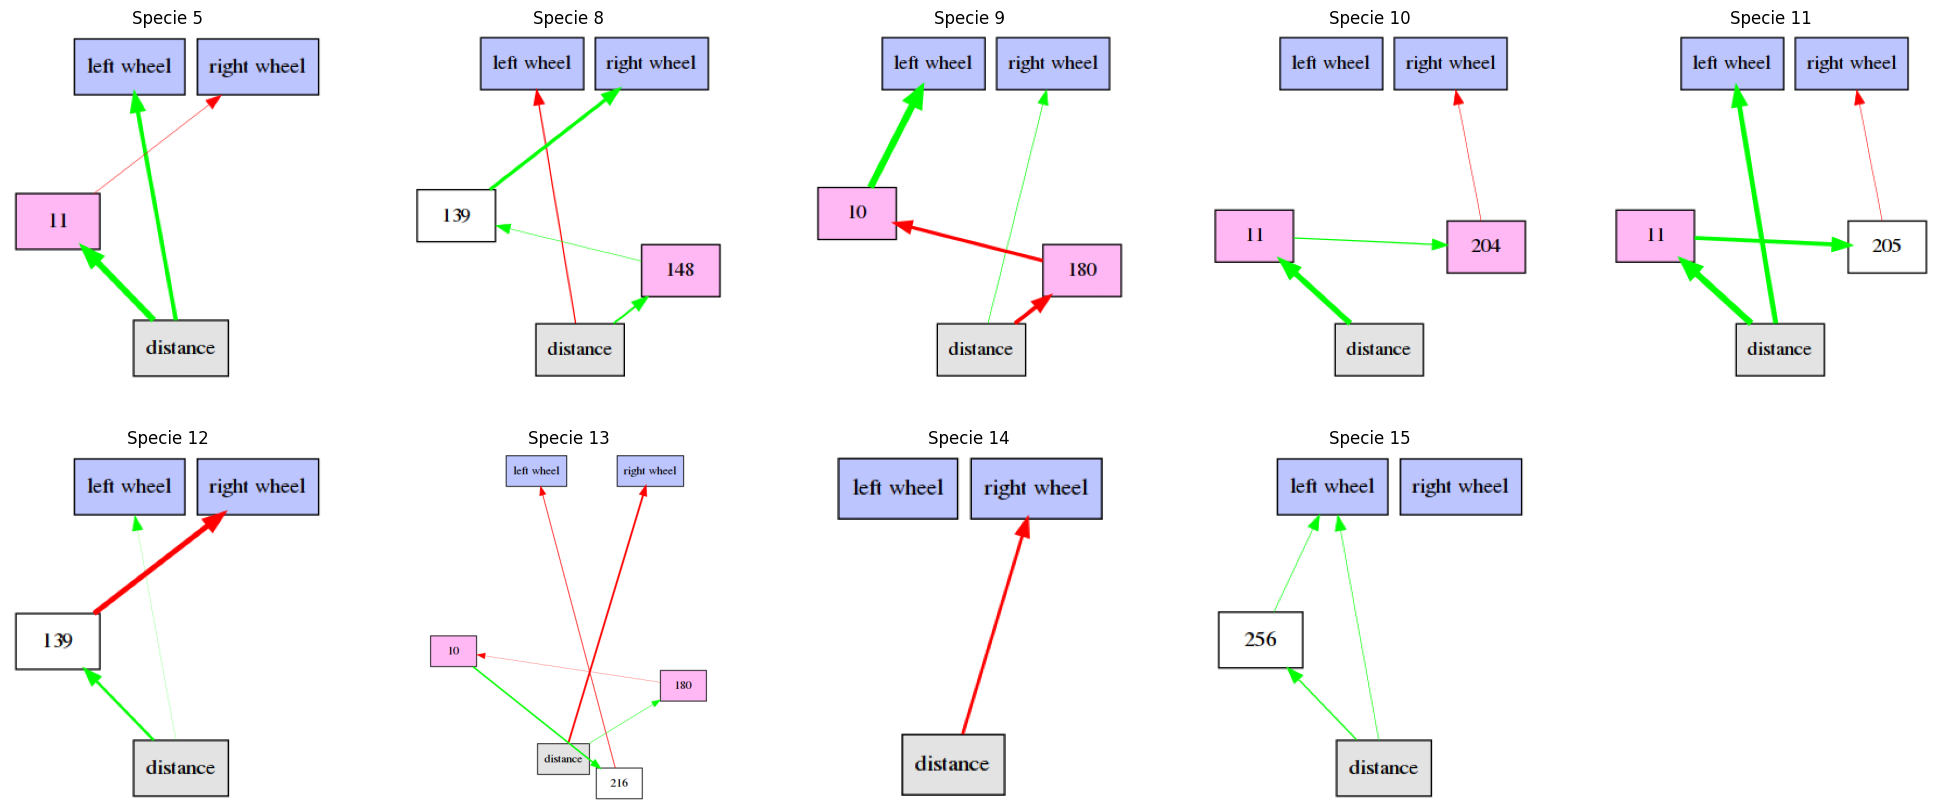 Specie 5
left wheel
right wheel
11
distance
Specie 8
left wheel
right wheel
139
148
distance
Specie 9
left wheel
right wheel
10
180
distance
Specie 10
left wheel
right wheel
11
204
distance
Specie 11
left wheel
right wheel
11
205
distance
Specie 12
left wheel
right wheel
139
distance
Specie 13
left wheel
right wheel
10
180
distance
216
Specie 14
left wheel
right wheel
distance
Specie 15
left wheel
right wheel
256
distance